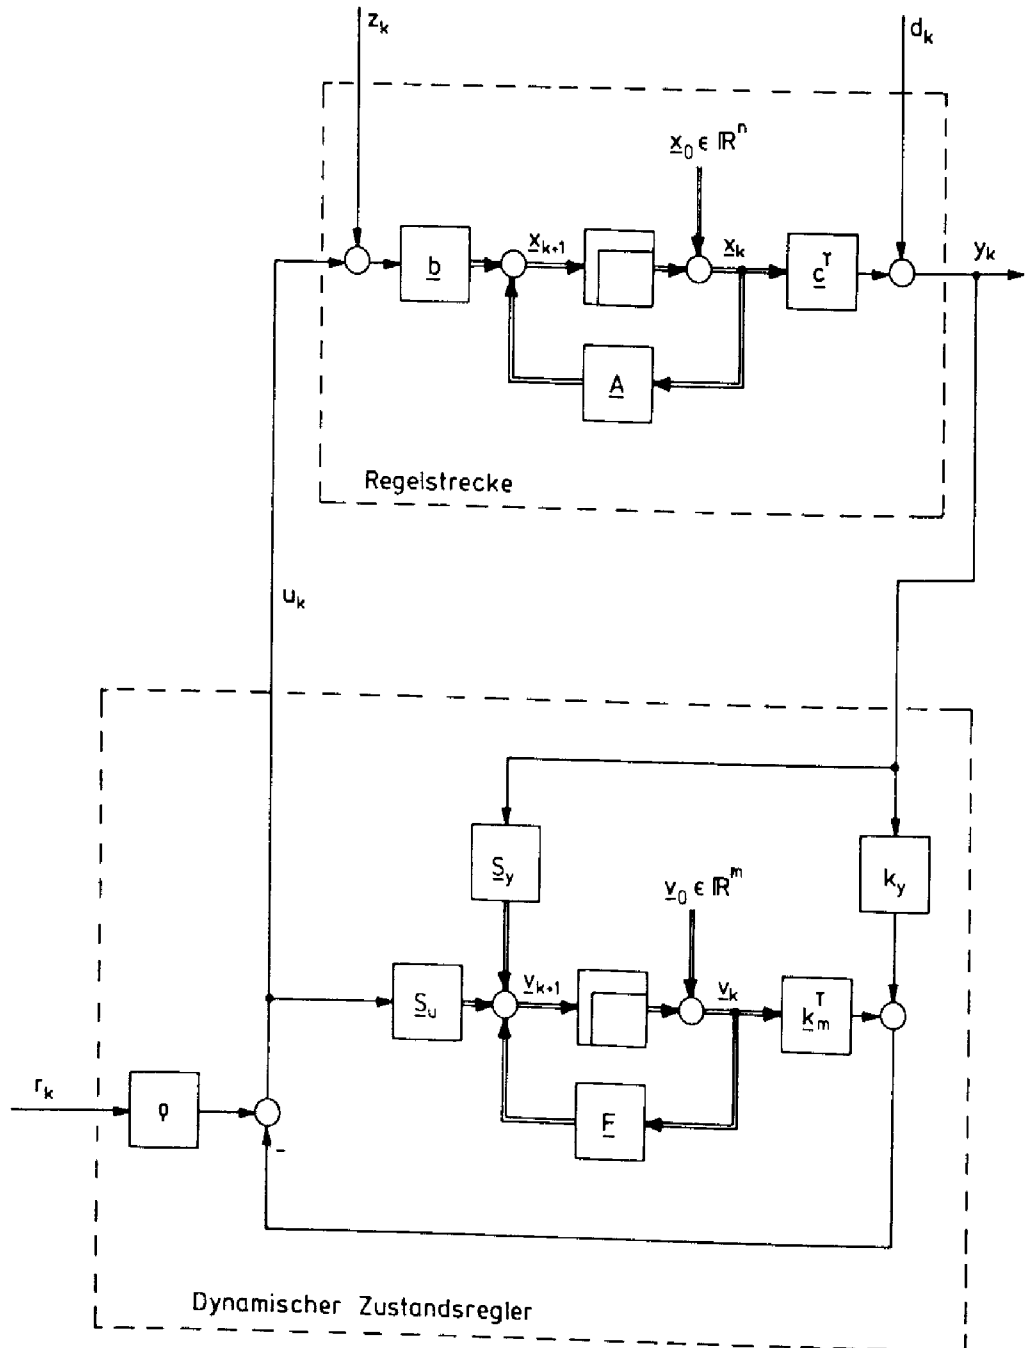 z_k
d_k
x_0 ϵ ℝ^n
x_{k+1}
x_k
y_k
b
c^T
A
Regelstrecke
u_k
S_y
k_y
v_0 ϵ ℝ^m
v_{k+1}
v_k
S_u
k_m^T
r_k
ρ
F
-
Dynamischer Zustandsregler